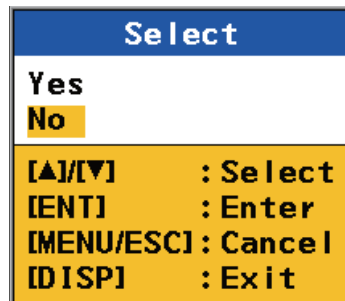 Select
Yes
No
[▲]/[▼] :Select
[ENT] :Enter
[MENU/ESC]:Cancel
[DISP] :Exit